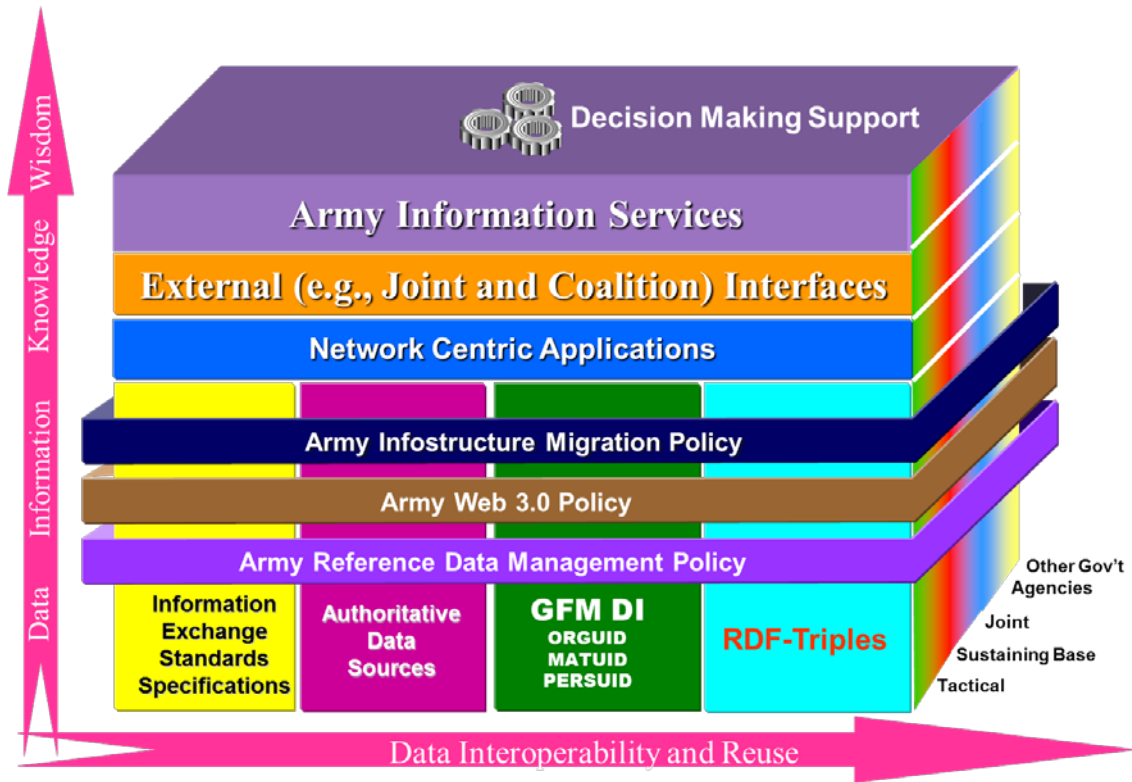 Decision Making Support
Army Information Services
External (e.g., Joint and Coalition) Interfaces
Network Centric Applications
Army Infostructure Migration Policy
Army Web 3.0 Policy
Army Reference Data Management Policy
Information
Exchange
Standards
Specifications
Authoritative
Data
Sources
GFM DI
ORGUID
MATUID
PERSUID
RDF-Triples
Other Gov't
Agencies
Joint
Sustaining Base
Tactical
Data Information Knowledge Wisdom
Data Interoperability and Reuse